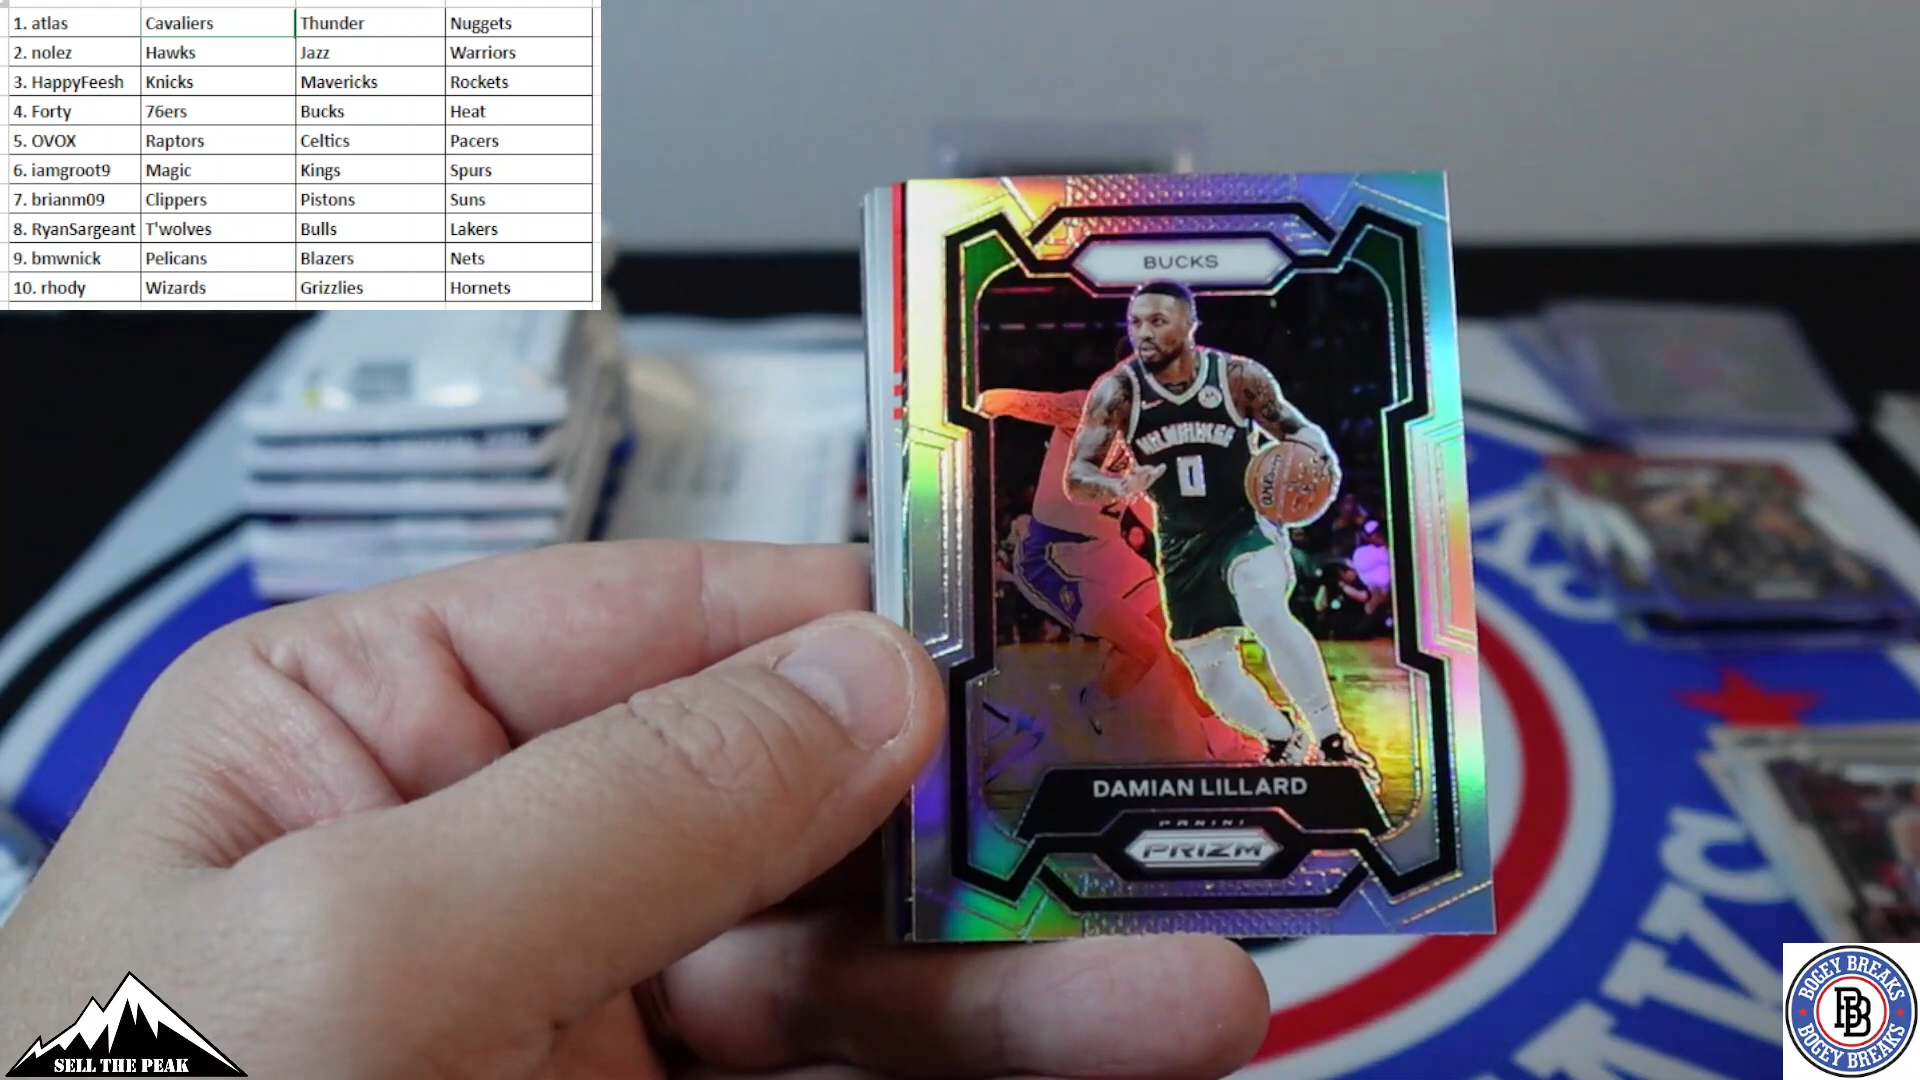 1. atlas Cavaliers Thunder Nuggets
2. nolez Hawks Jazz Warriors
3. HappyFeesh Knicks Mavericks Rockets
4. Forty 76ers Bucks Heat
5. OVOX Raptors Celtics Pacers
6. iamgroot9 Magic Kings Spurs
7. brianm09 Clippers Pistons Suns
8. RyanSargeant T'wolves Bulls Lakers
9. bmwnick Pelicans Blazers Nets
10. rhody Wizards Grizzlies Hornets
BUCKS
MILWAUKEE
0
DAMIAN LILLARD
PANINI
PRIZM
SELL THE PEAK
BOGEY BREAKS
BB
BOGEY BREAKS